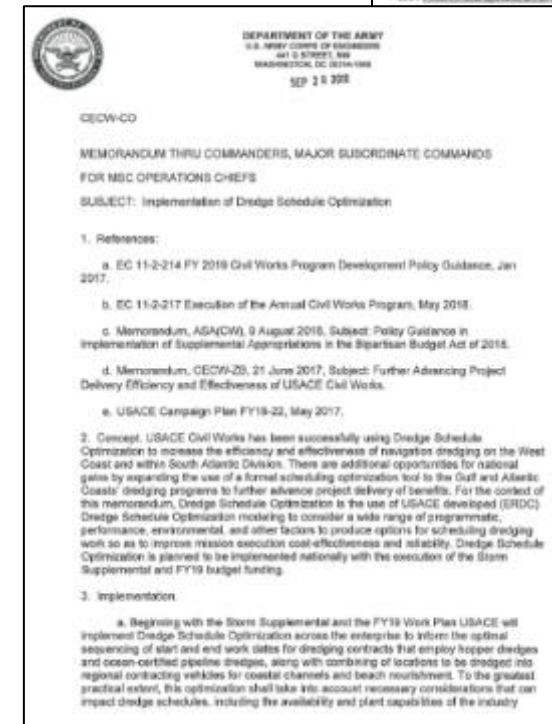 DEPARTMENT OF THE ARMY
U.S. ARMY CORPS OF ENGINEERS
441 G STREET, NW
WASHINGTON, DC 20314-1000
SEP
CECW-CO
MEMORANDUM THRU COMMANDERS, MAJOR SUBORDINATE COMMANDS
FOR MSC OPERATIONS CHIEFS
SUBJECT: Implementation of Dredge Schedule Optimization
1. References:
a. EC 11-2-214 FY 2019 Civil Works Program Development Policy Guidance, Jan
2017.
b. EC 11-2-217 Execution of the Annual Civil Works Program, May 2018.
c. Memorandum, ASA(CW), 9 August 2018, Subject: Policy Guidance in
Implementation of Supplemental Appropriations in the Bipartisan Budget Act of 2018.
d. Memorandum, CECW-ZB, 21 June 2017, Subject: Further Advancing Project
Delivery Efficiency and Effectiveness of USACE Civil Works.
e. USACE Campaign Plan FY18-22, May 2017.
2. Concept. USACE Civil Works has been successfully using Dredge Schedule
Optimization to increase the efficiency and effectiveness of navigation dredging on the West
Coast and within South Atlantic Division. There are additional opportunities for national
gains by expanding the use of a formal scheduling optimization tool to the Gulf and Atlantic
Coasts' dredging programs to further advance project delivery of benefits. For the context of
this memorandum, Dredge Schedule Optimization is the use of USACE developed (ERDC)
Dredge Schedule Optimization modeling to consider a wide range of programmatic,
performance, environmental, and other factors to produce options for scheduling dredging
work so as to improve mission execution cost-effectiveness and reliability. Dredge Schedule
Optimization is planned to be implemented nationally with the execution of the Storm
Supplemental and FY19 budget funding.
3. Implementation.
a. Beginning with the Storm Supplemental and the FY19 Work Plan USACE will
implement Dredge Schedule Optimization across the enterprise to inform the optimal
sequencing of start and end work dates for dredging contracts that employ hopper dredges
and ocean-certified pipeline dredges, along with combining of locations to be dredged into
regional contracting vehicles for coastal channels and beach nourishment. To the greatest
practical extent, this optimization shall take into account necessary considerations that can
impact dredge schedules, including the availability and plant capabilities of the industry